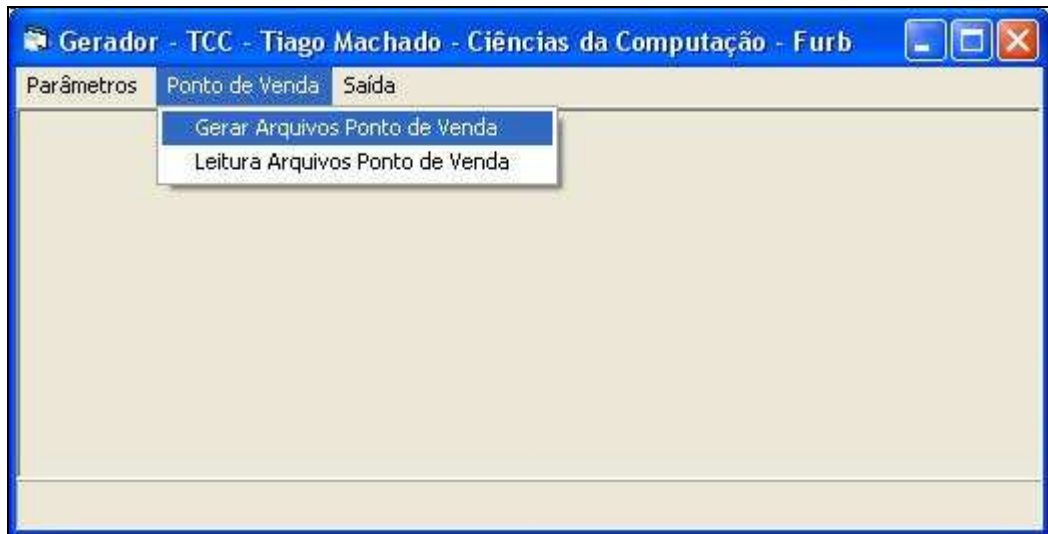 Gerador - TCC - Tiago Machado - Ciências da Computação - Furb
Parâmetros Ponto de Venda Saída
Gerar Arquivos Ponto de Venda
Leitura Arquivos Ponto de Venda